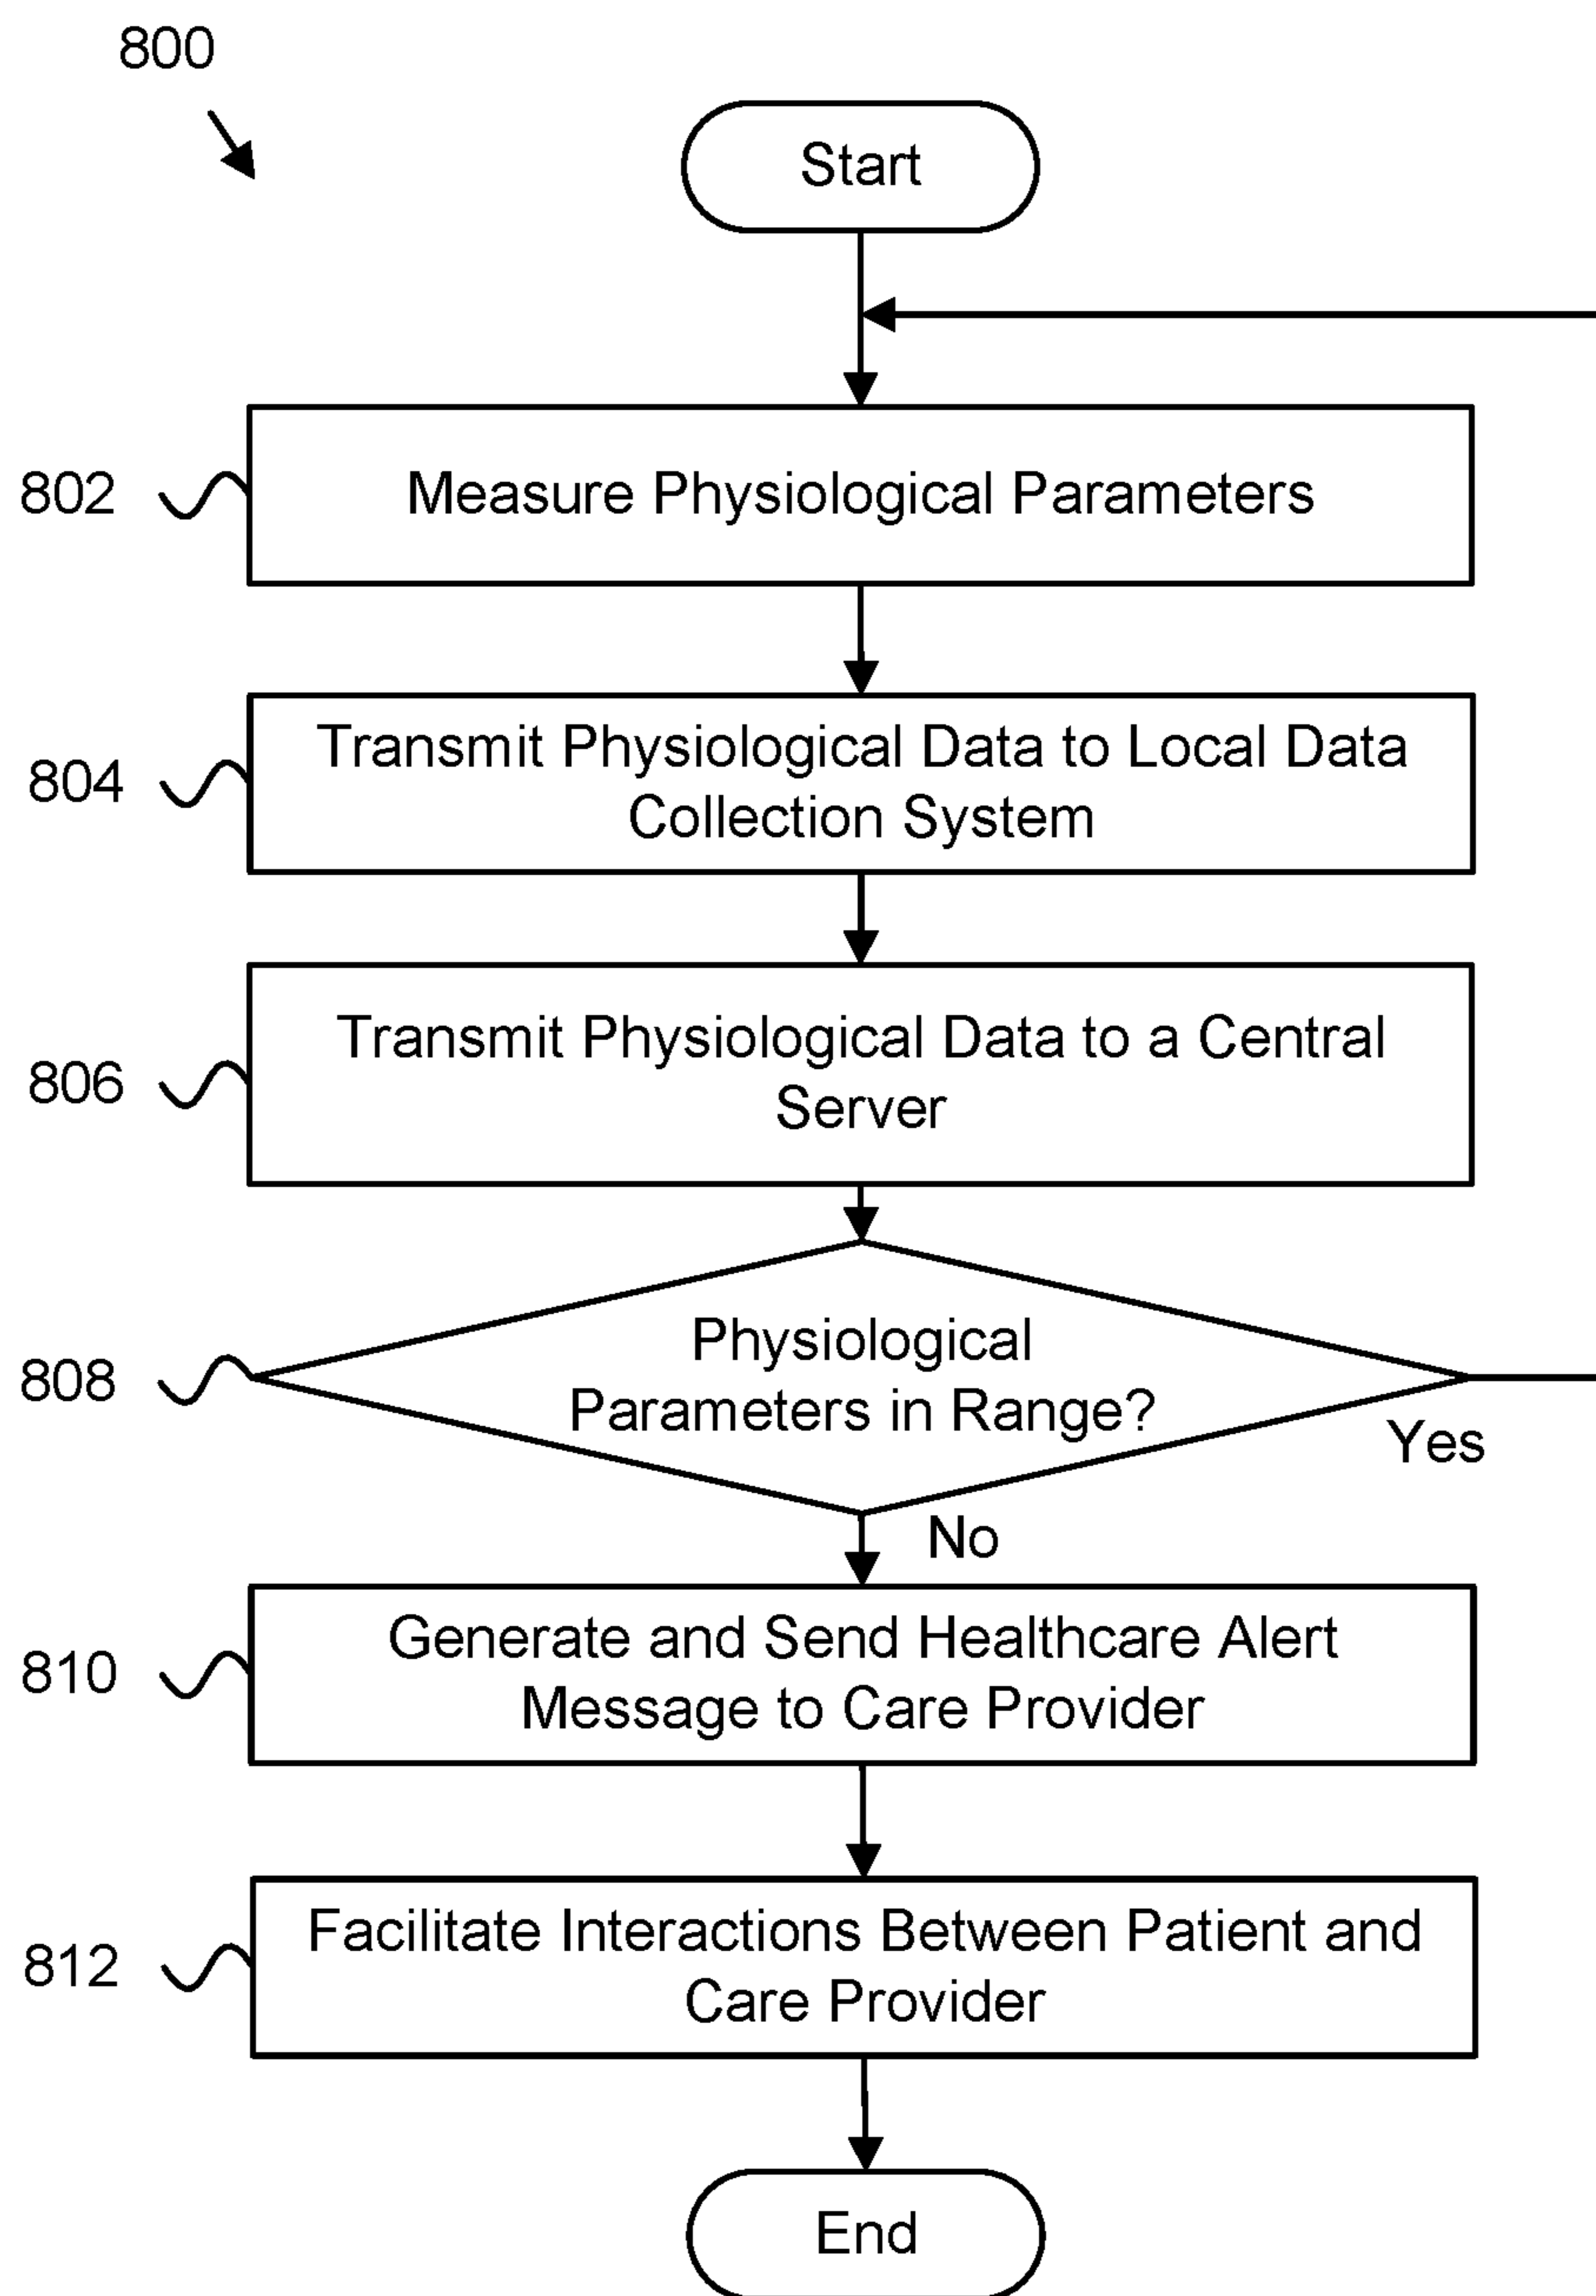 800
Start
802
Measure Physiological Parameters
804
Transmit Physiological Data to Local Data
Collection System
806
Transmit Physiological Data to a Central
Server
808
Physiological
Parameters in Range?
Yes
No
810
Generate and Send Healthcare Alert
Message to Care Provider
812
Facilitate Interactions Between Patient and
Care Provider
End